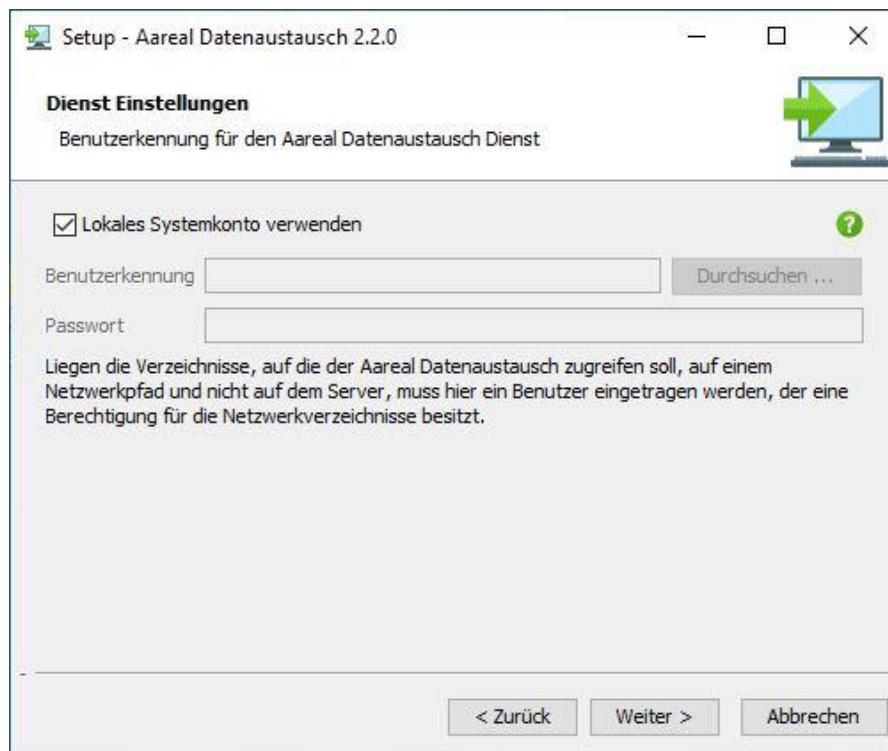 Setup - Aareal Datenaustausch 2.2.0
Dienst Einstellungen
Benutzerkennung für den Aareal Datenaustausch Dienst
Lokales Systemkonto verwenden
?
Benutzerkennung
Durchsuchen ...
Passwort
Liegen die Verzeichnisse, auf die der Aareal Datenaustausch zugreifen soll, auf einem
Netzwerkpfad und nicht auf dem Server, muss hier ein Benutzer eingetragen werden, der eine
Berechtigung für die Netzwerkverzeichnisse besitzt.
< Zurück
Weiter >
Abbrechen